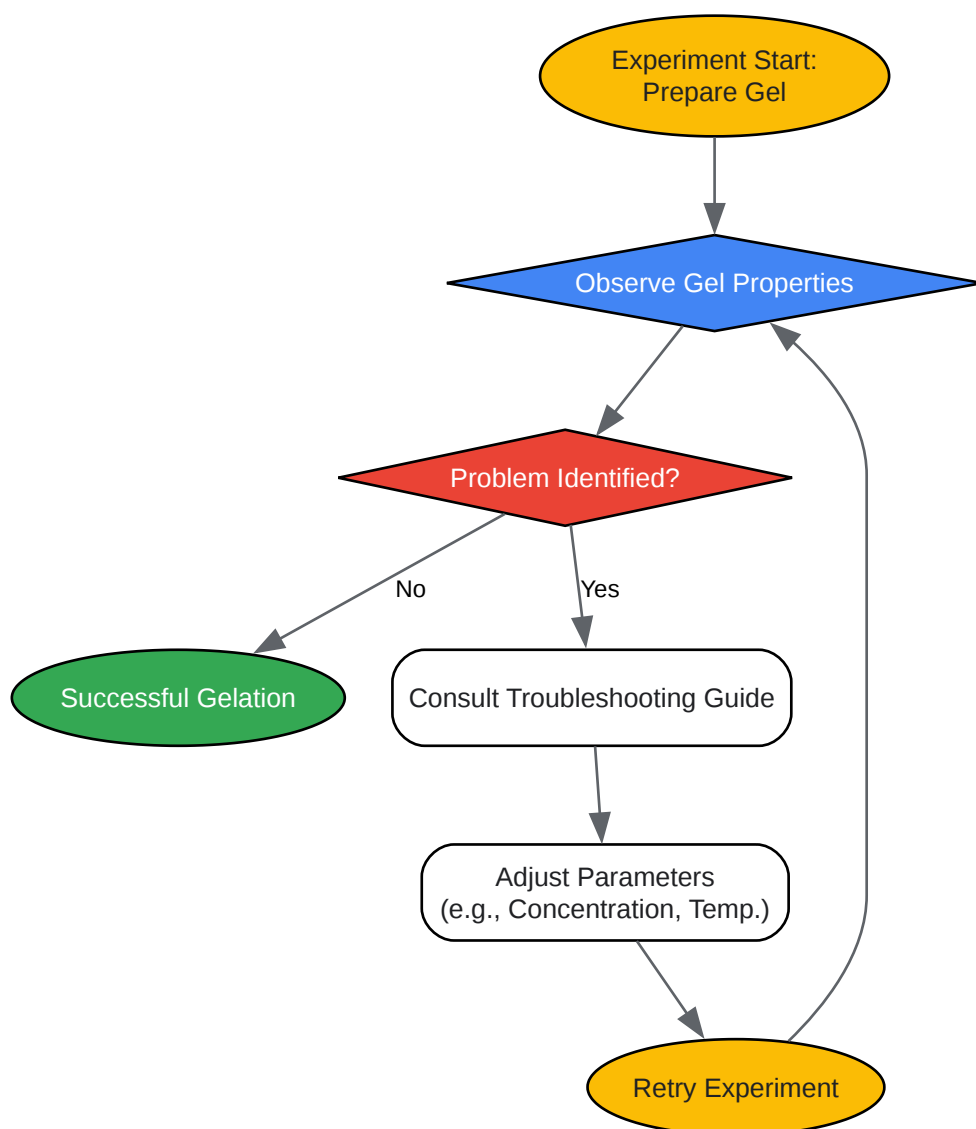 Experiment Start:
Prepare Gel
Observe Gel Properties
Problem Identified?
No
Yes
Successful Gelation
Consult Troubleshooting Guide
Adjust Parameters
(e.g., Concentration, Temp.)
Retry Experiment